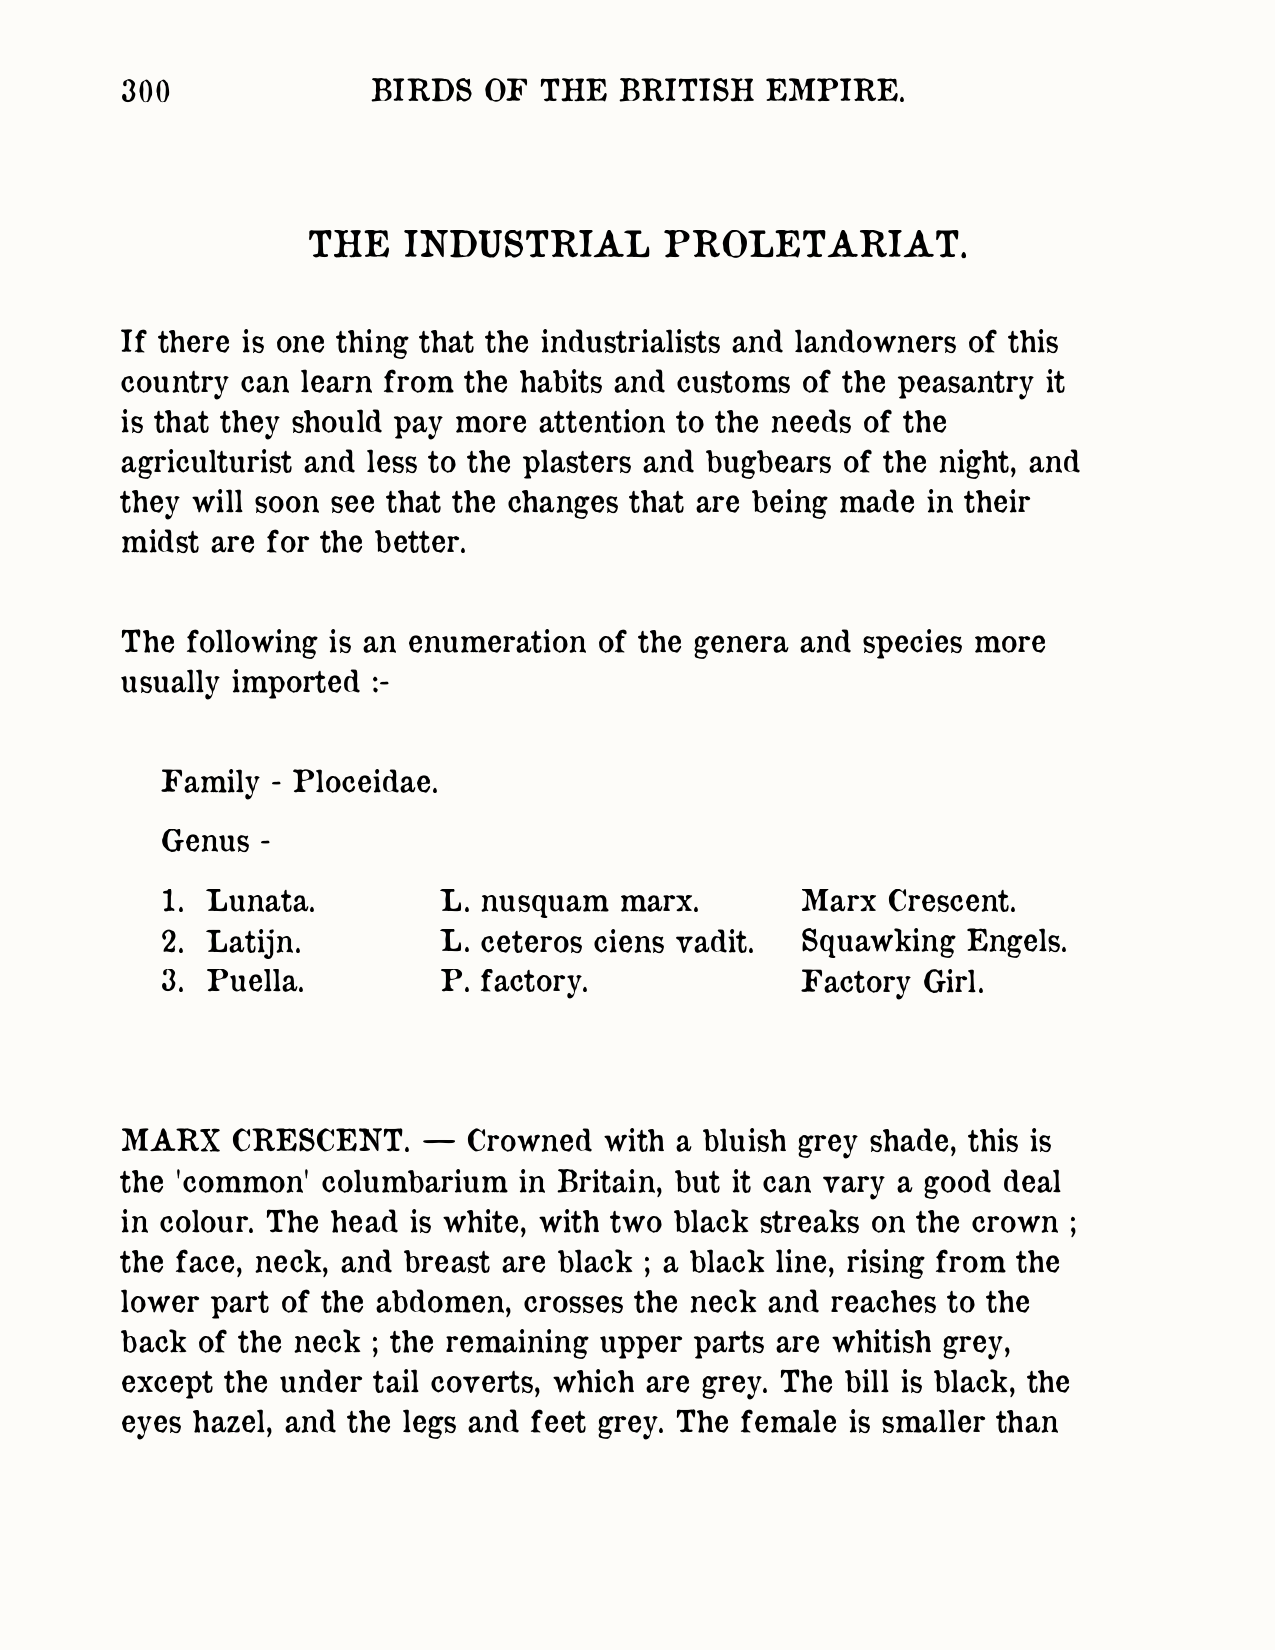 300 BIRDS OF THE BRITISH EMPIRE.
THE INDUSTRIAL PROLETARIAT.
If there is one thing that the industrialists and landowners of this
country can learn from the habits and customs of the peasantry it
is that they should pay more attention to the needs of the
agriculturist and less to the plasters and bugbears of the night, and
they will soon see that the changes that are being made in their
midst are for the better.
The following is an enumeration of the genera and species more
usually imported :-
Family - Ploceidae.
Genus -
1. Lunata. L. nusquam marx. Marx Crescent.
2. Latijn. L. ceteros ciens vadit. Squawking Engels.
3. Puella. P. factory. Factory Girl.
MARX CRESCENT. — Crowned with a bluish grey shade, this is
the 'common' columbarium in Britain, but it can vary a good deal
in colour. The head is white, with two black streaks on the crown ;
the face, neck, and breast are black ; a black line, rising from the
lower part of the abdomen, crosses the neck and reaches to the
back of the neck ; the remaining upper parts are whitish grey,
except the under tail coverts, which are grey. The bill is black, the
eyes hazel, and the legs and feet grey. The female is smaller than